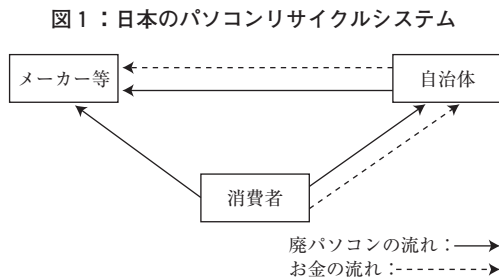 図1：日本のパソコンリサイクルシステム
メーカー等
自治体
消費者
廃パソコンの流れ：
お金の流れ：